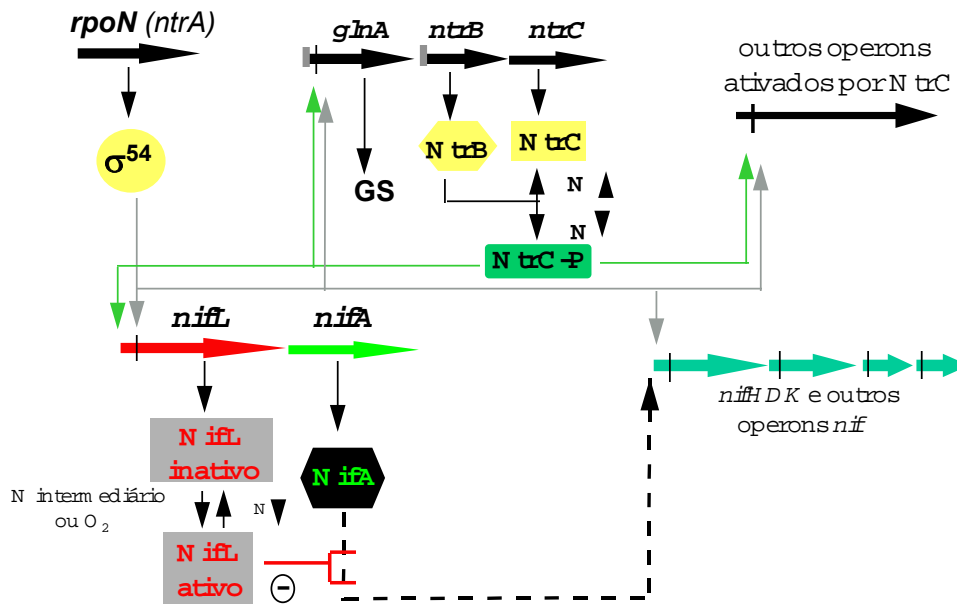 rpoN (ntrA)
glnA
ntrB
ntrC
outros operons
ativados por NtrC
σ54
NtrB
NtrC
GS
N
N
NtrC-P
nifL
nifA
nifHDK e outros
operons nif
NifL
inativo
NifA
N intermediário
ou O2
N
NifL
ativo
-